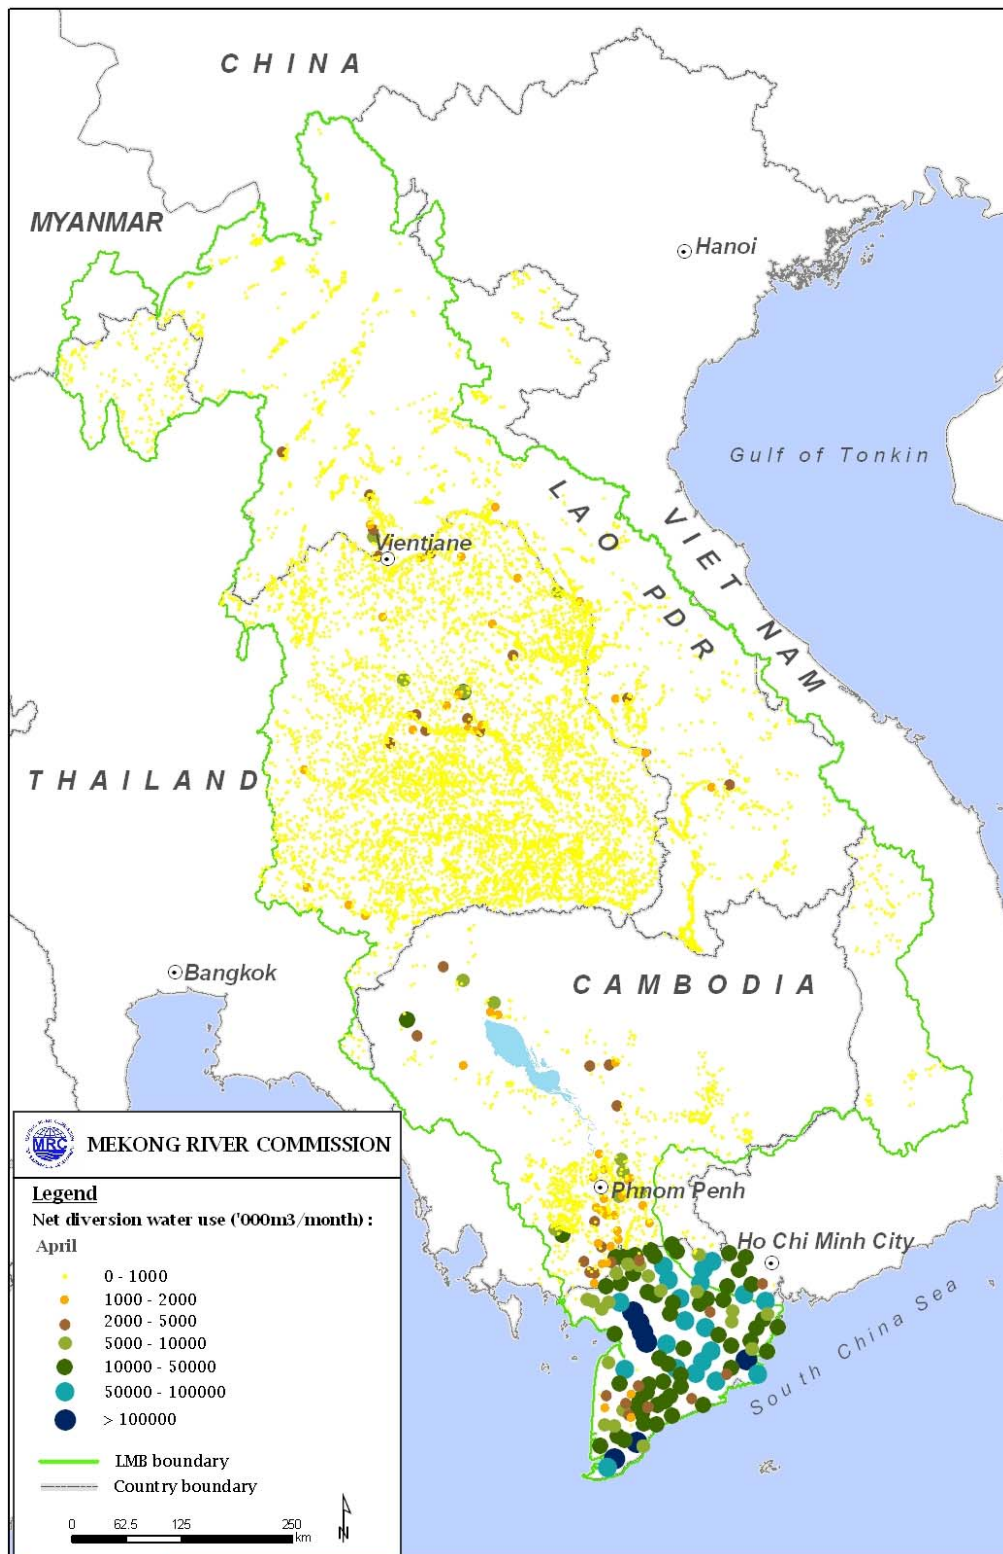 CHINA
MYANMAR
Hanoi
Gulf of Tonkin
LAO PDR
VIET NAM
Vientiane
THAILAND
Bangkok
CAMBODIA
Phnom Penh
Ho Chi Minh City
South China Sea
MRC
MEKONG RIVER COMMISSION
Legend
Net diversion water use ('000m3/month) :
April
0 - 1000
1000 - 2000
2000 - 5000
5000 - 10000
10000 - 50000
50000 - 100000
> 100000
LMB boundary
Country boundary
0 62.5 125 250
km
N